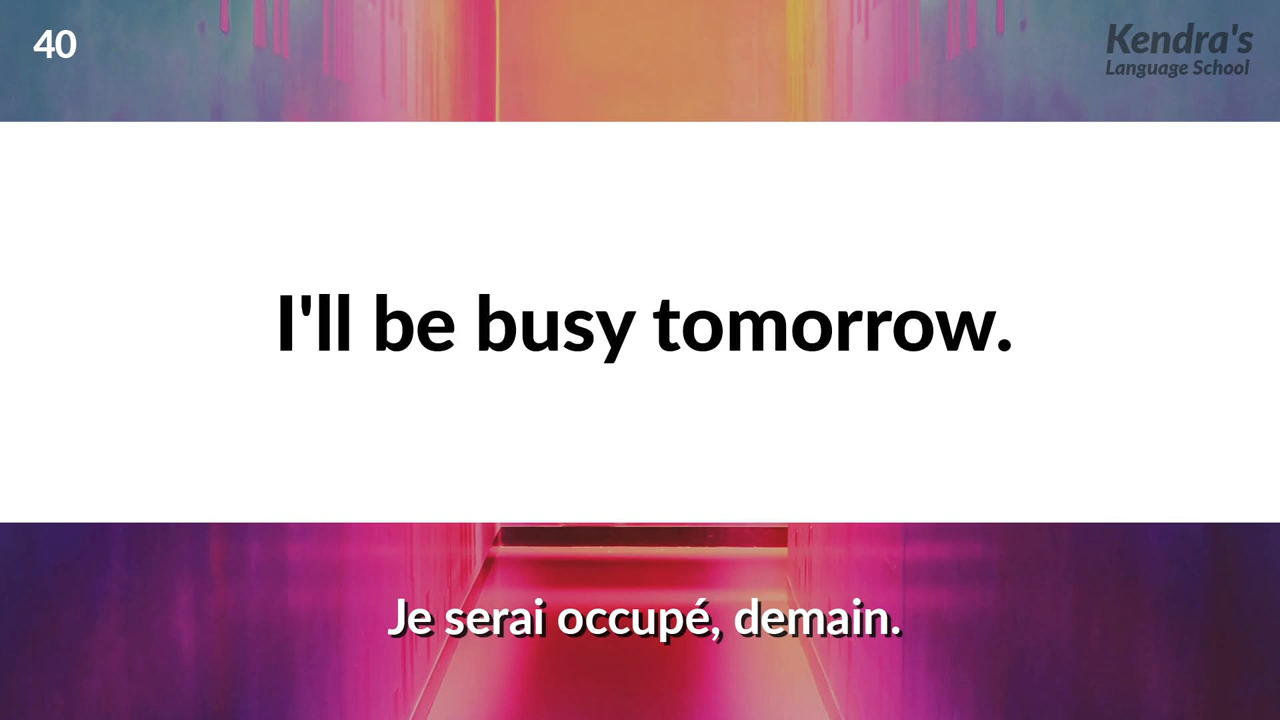 40
Kendra's
Language School
I'll be busy tomorrow.
Je serai occupé, demain.